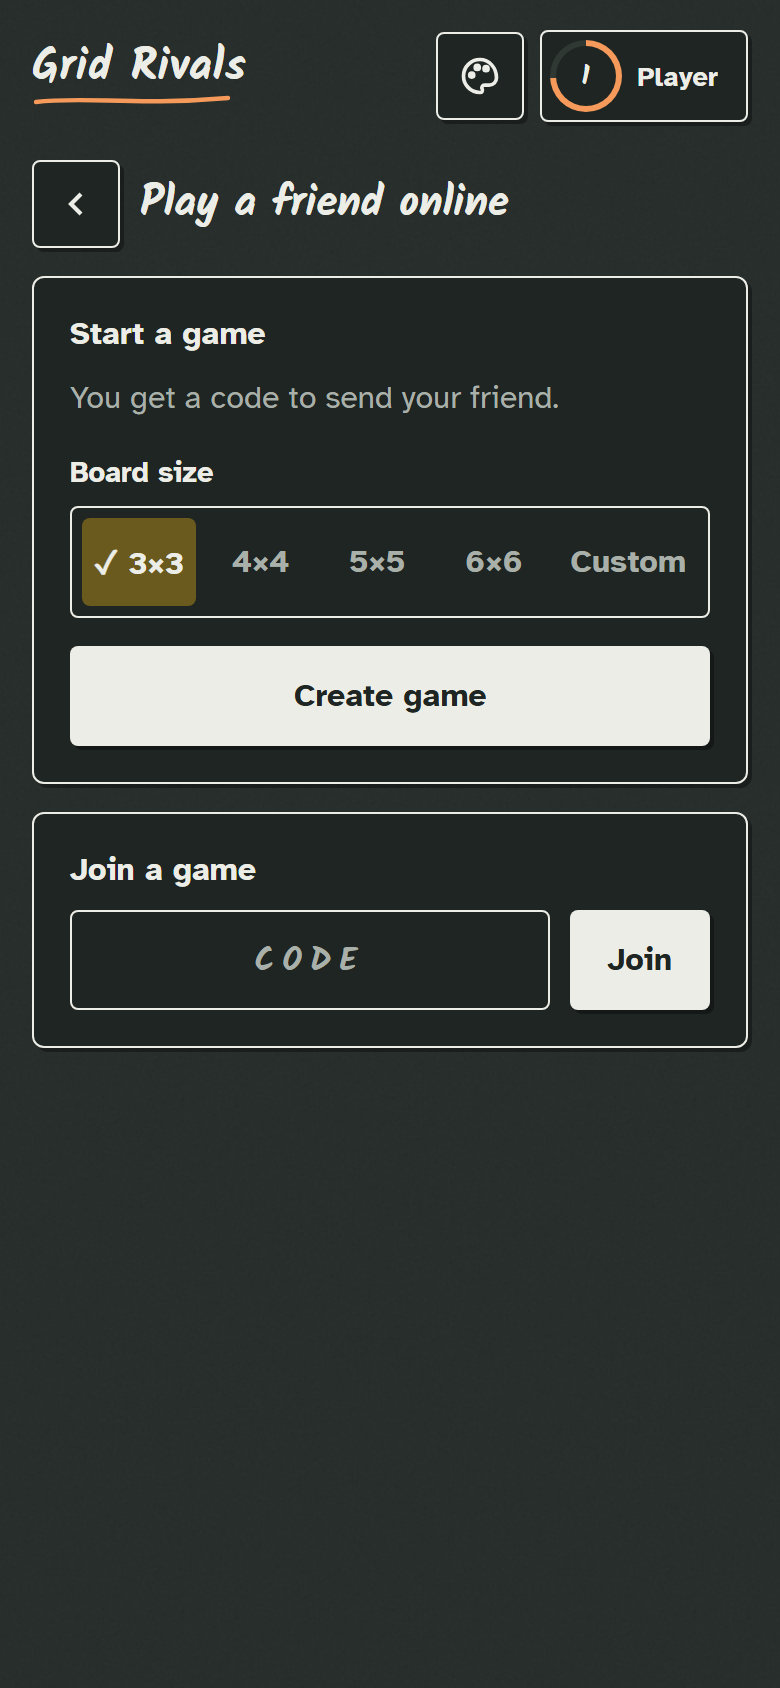 Grid Rivals
1 Player
Play a friend online
Start a game
You get a code to send your friend.
Board size
✓ 3×3 4×4 5×5 6×6 Custom
Create game
Join a game
CODE Join